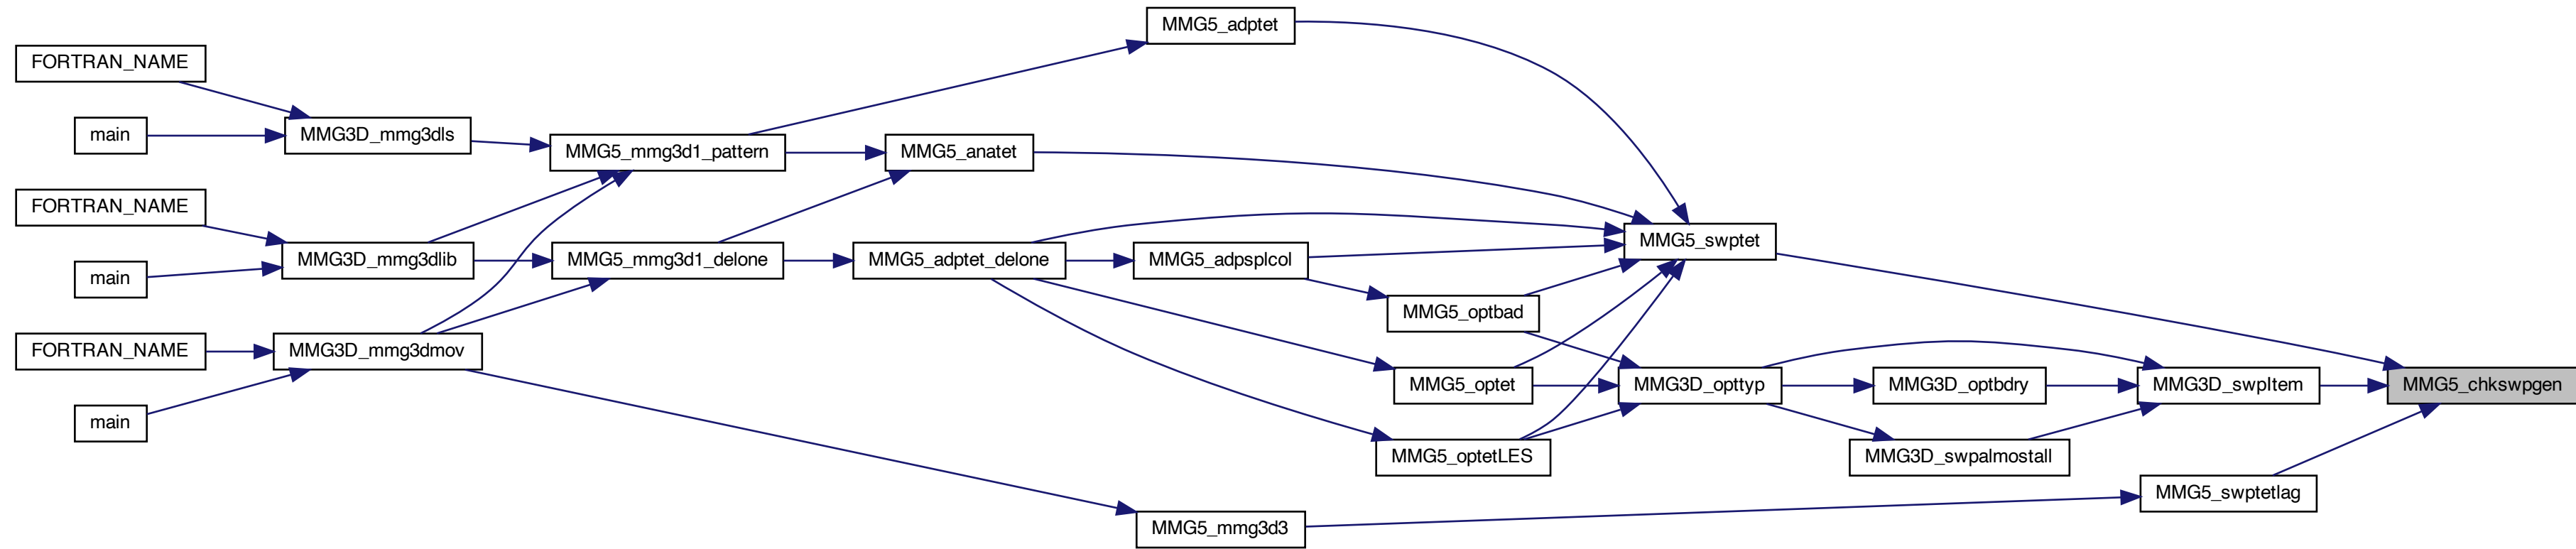 FORTRAN_NAME
main
FORTRAN_NAME
main
FORTRAN_NAME
main
MMG3D_mmg3dls
MMG3D_mmg3dlib
MMG3D_mmg3dmov
MMG5_mmg3d1_pattern
MMG5_mmg3d1_delone
MMG5_anatet
MMG5_adptet_delone
MMG5_adptet
MMG5_adpsplcol
MMG5_mmg3d3
MMG5_optbad
MMG5_optet
MMG5_optetLES
MMG5_swptet
MMG3D_opttyp
MMG3D_optbdry
MMG3D_swpalmostall
MMG3D_swpItem
MMG5_swptetlag
MMG5_chkswpgen